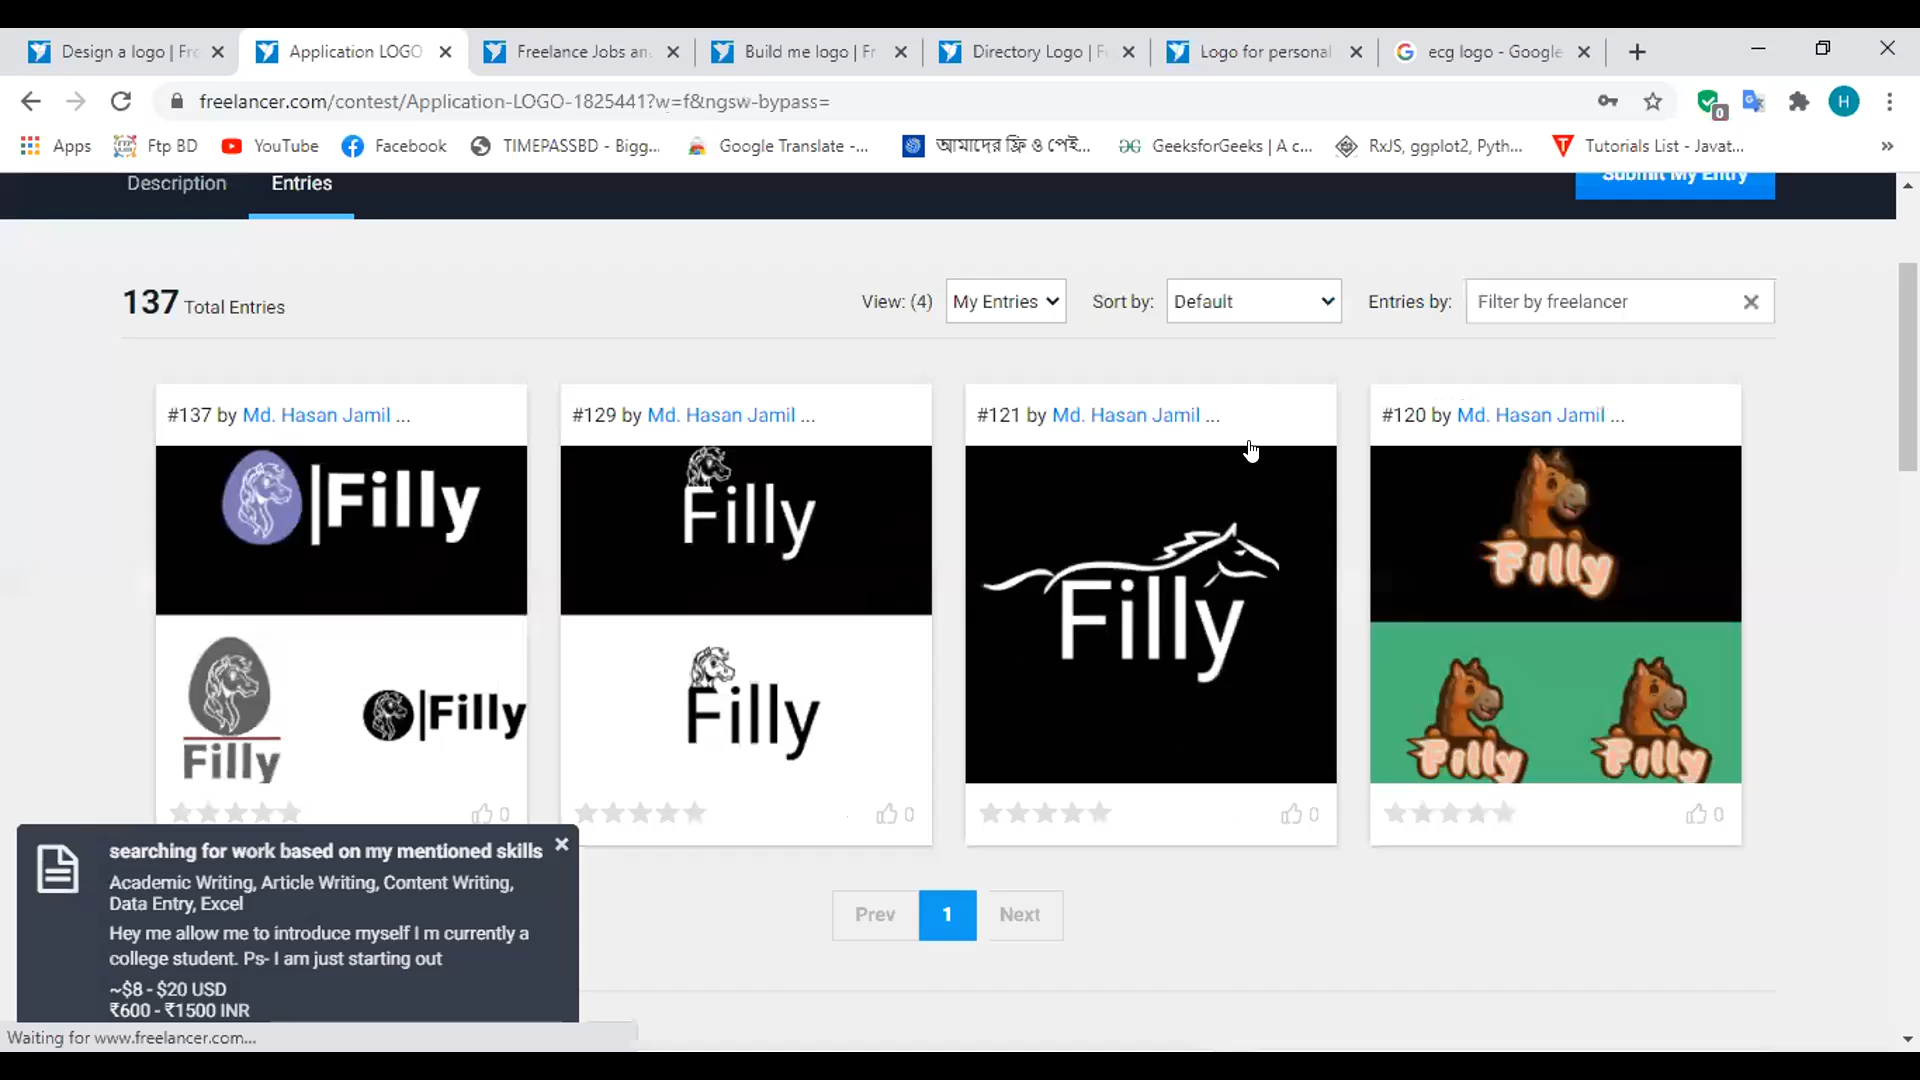 Design a logo | Fre
Application LOGO
Freelance Jobs an
Build me logo | Fr
Directory Logo | F
Logo for personal
ecg logo - Google
freelancer.com/contest/Application-LOGO-1825441?w=f&ngsw-bypass=
0
H
Apps
Ftp BD
YouTube
Facebook
TIMEPASSBD - Bigg...
Google Translate -...
আমাদের ফ্রি ও পেই...
GeeksforGeeks | A c...
RxJS, ggplot2, Pyth...
Tutorials List - Javat...
»
Description
Entries
Submit My Entry
137 Total Entries
View: (4)
My Entries
Sort by:
Default
Entries by:
Filter by freelancer
#137 by Md. Hasan Jamil ...
#129 by Md. Hasan Jamil ...
#121 by Md. Hasan Jamil ...
#120 by Md. Hasan Jamil ...
|Filly
Filly
Filly
Filly
Filly
|Filly
Filly
Filly
Filly
0
0
0
0
searching for work based on my mentioned skills
Academic Writing, Article Writing, Content Writing,
Data Entry, Excel
Hey me allow me to introduce myself I m currently a
college student. Ps- I am just starting out
~$8 - $20 USD
₹600 - ₹1500 INR
Prev
1
Next
Waiting for www.freelancer.com...